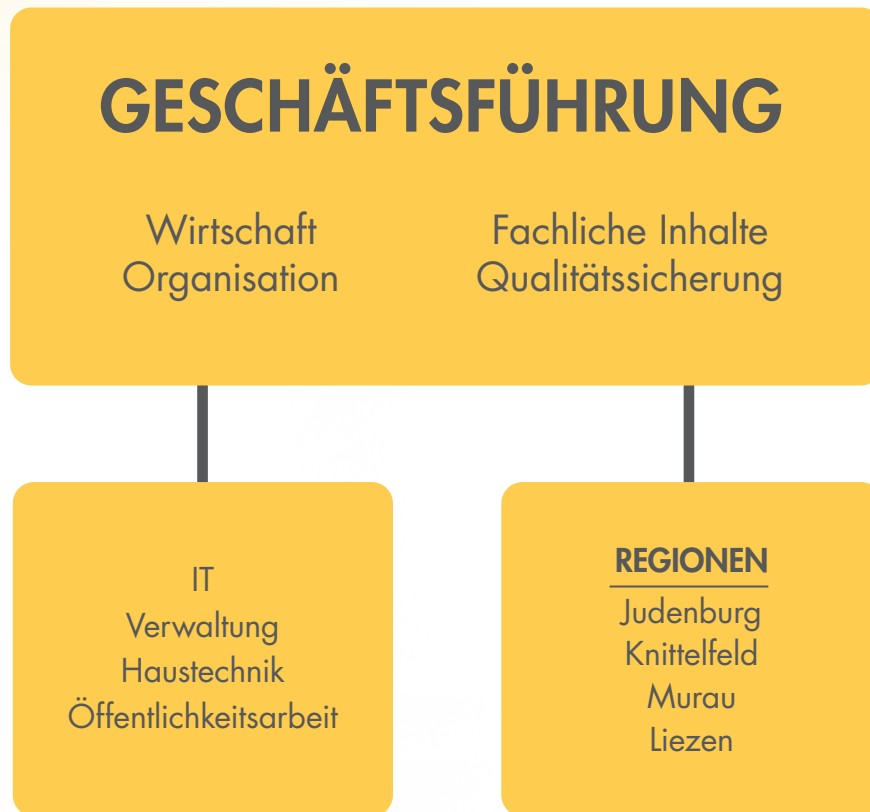 GESCHÄFTSFÜHRUNG
Wirtschaft
Organisation
Fachliche Inhalte
Qualitätssicherung
IT
Verwaltung
Haustechnik
Öffentlichkeitsarbeit
REGIONEN
Judenburg
Knittelfeld
Murau
Liezen